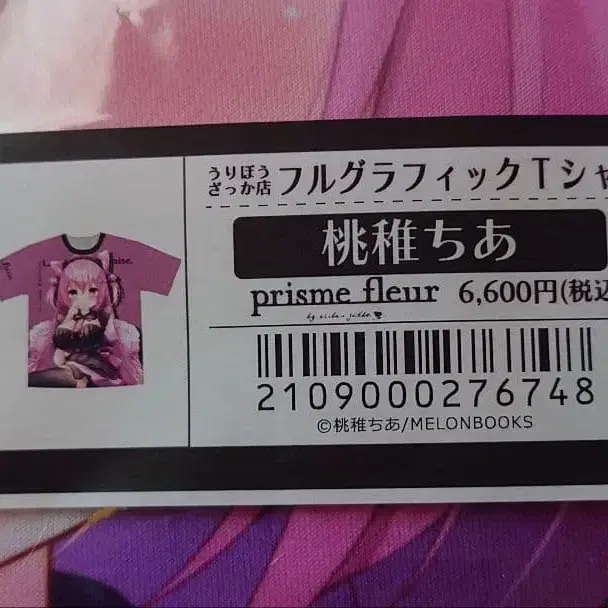 うりぼう
ざっか店 フルグラフィックTシャ
桃稚ちあ
prisme fleur 6,600円(税込
2109000276748
©桃稚ちあ/MELONBOOKS